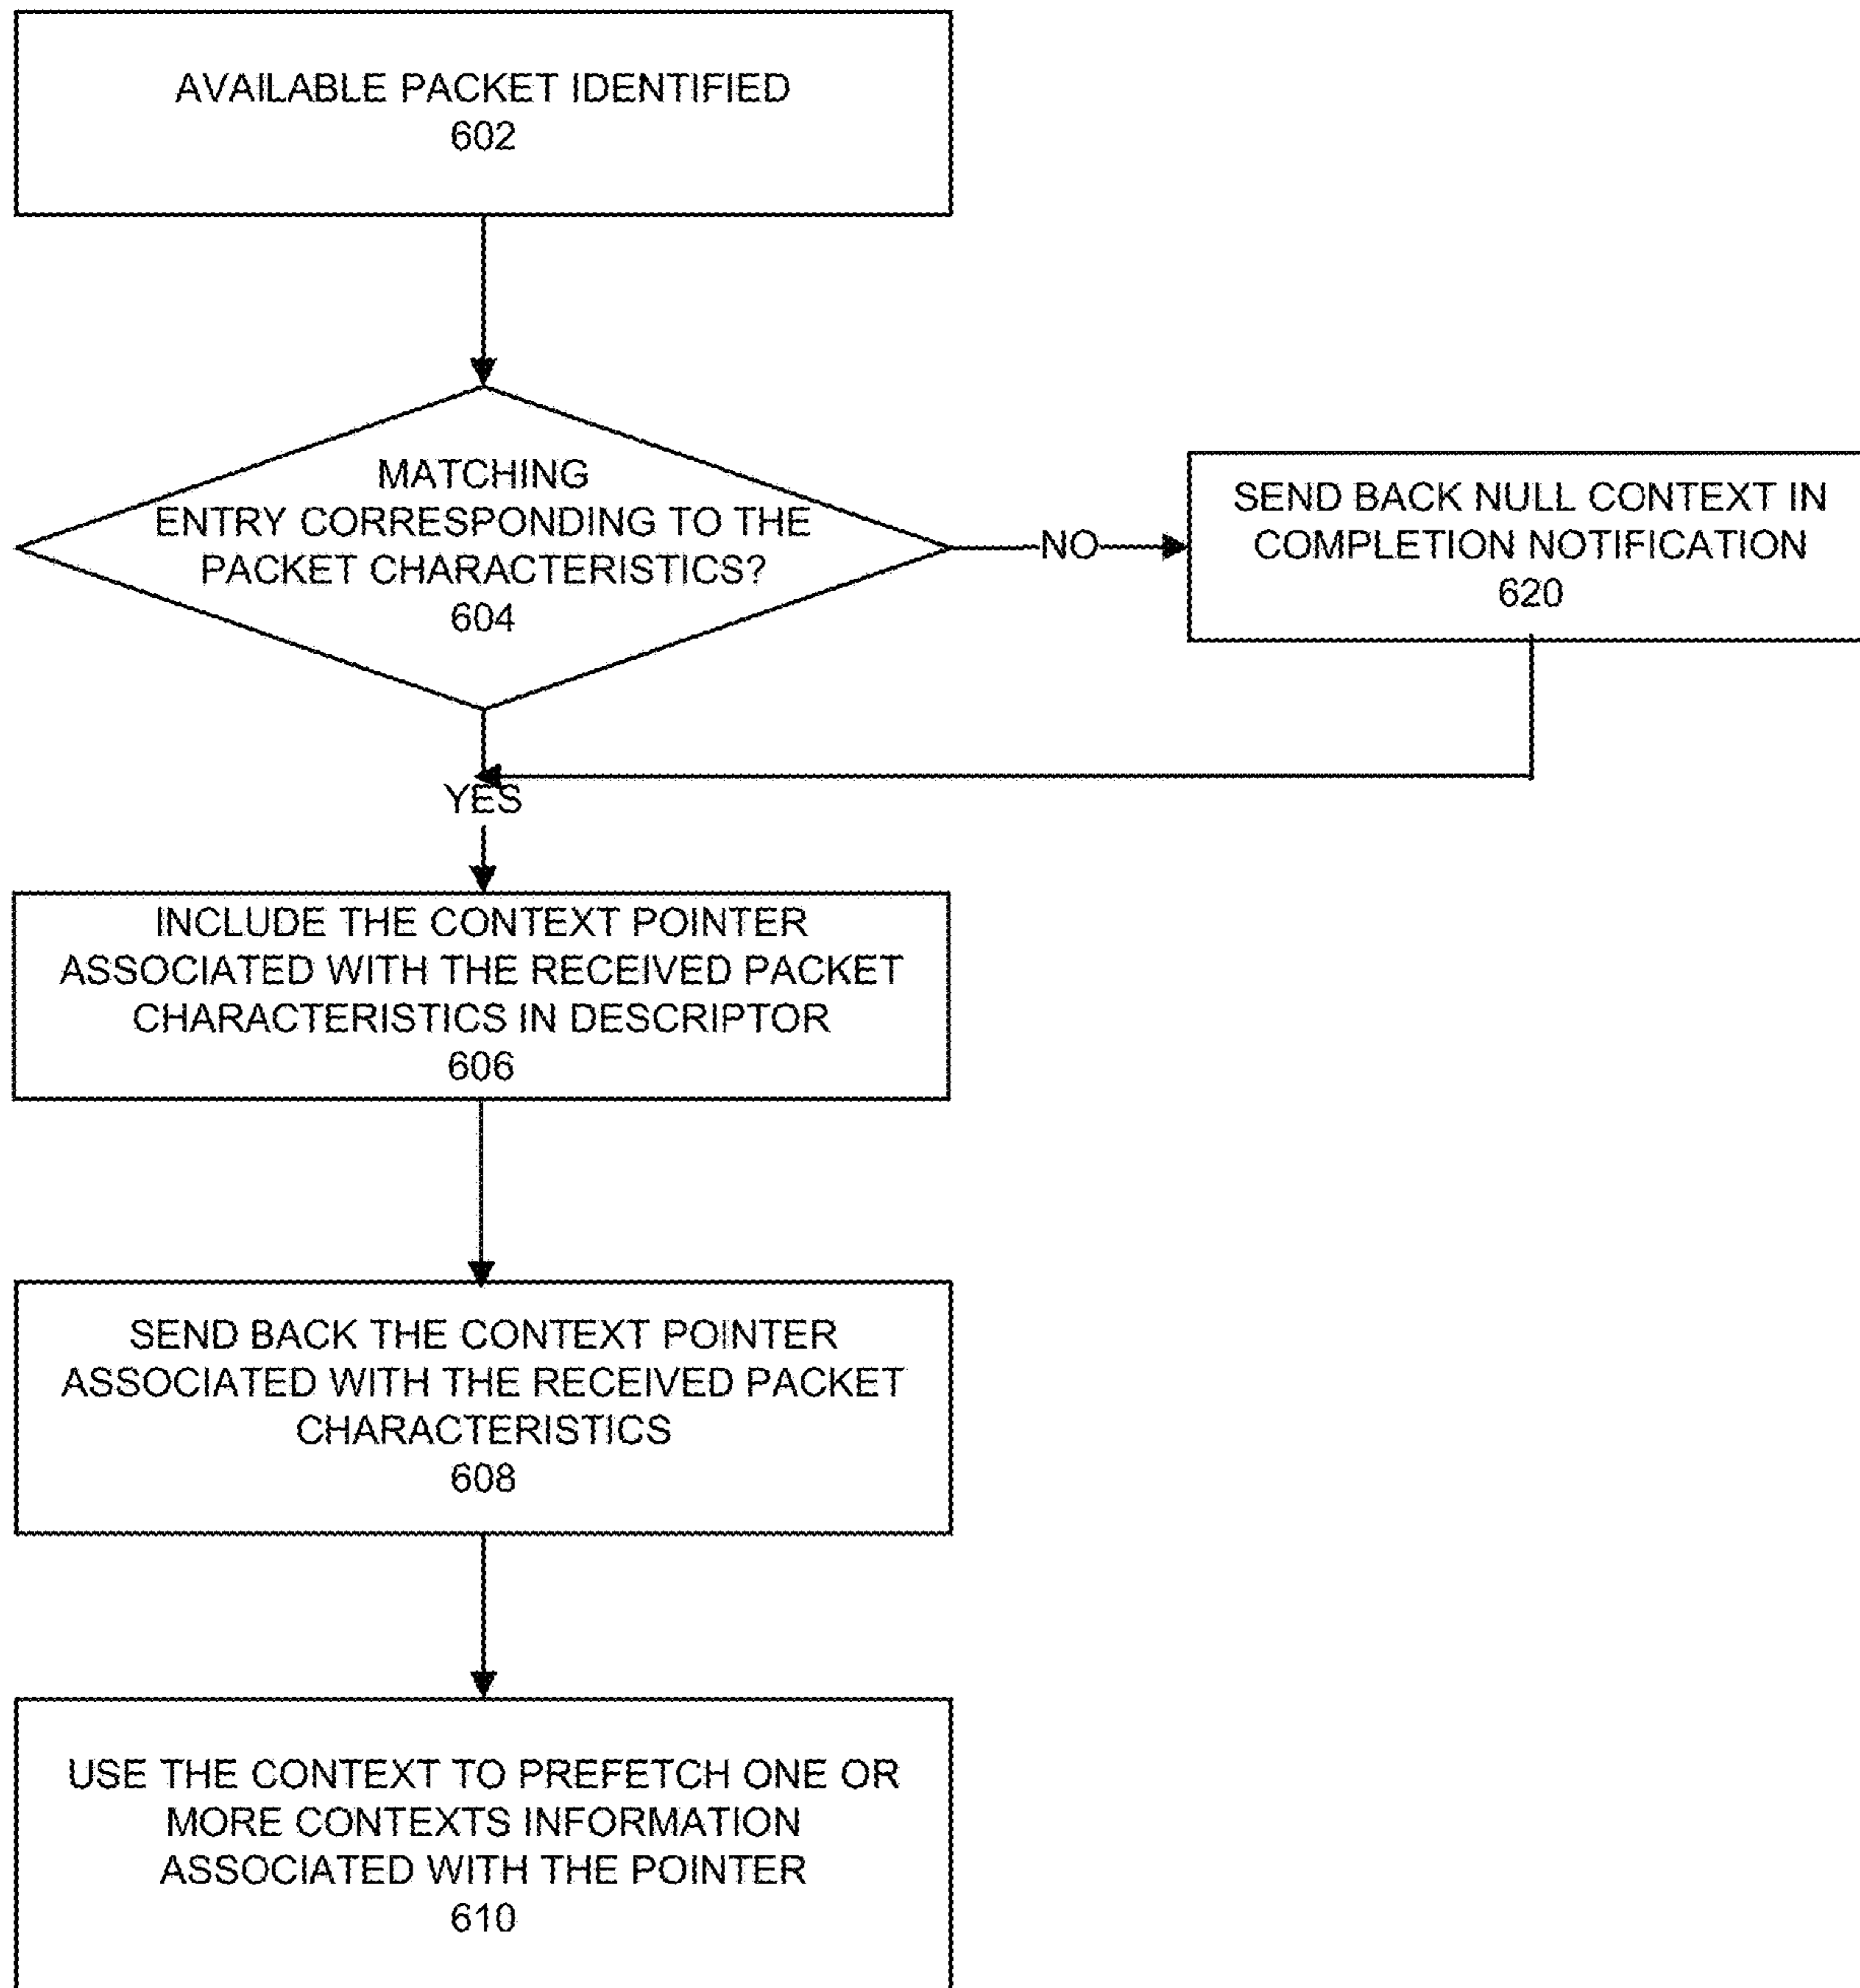 AVAILABLE PACKET IDENTIFIED
602
MATCHING
ENTRY CORRESPONDING TO THE
PACKET CHARACTERISTICS?
604
NO
SEND BACK NULL CONTEXT IN
COMPLETION NOTIFICATION
620
YES
INCLUDE THE CONTEXT POINTER
ASSOCIATED WITH THE RECEIVED PACKET
CHARACTERISTICS IN DESCRIPTOR
606
SEND BACK THE CONTEXT POINTER
ASSOCIATED WITH THE RECEIVED PACKET
CHARACTERISTICS
608
USE THE CONTEXT TO PREFETCH ONE OR
MORE CONTEXTS INFORMATION
ASSOCIATED WITH THE POINTER
610